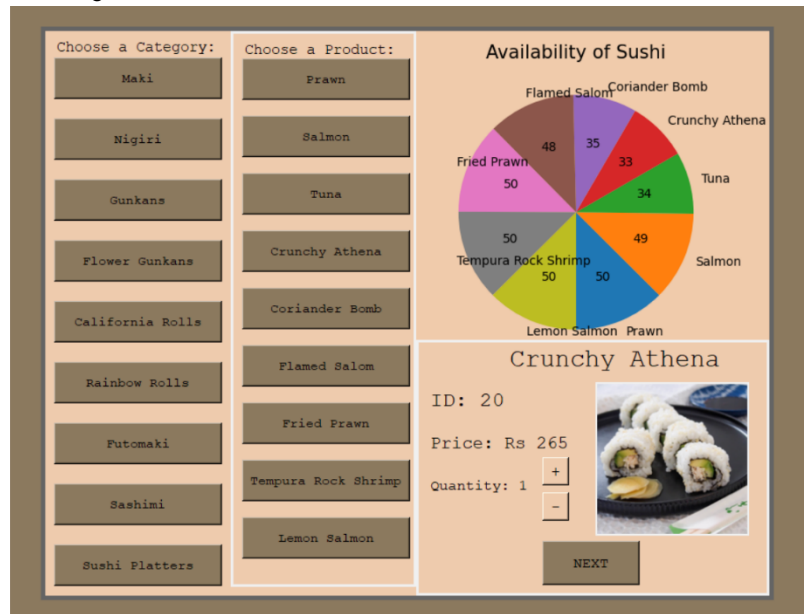 Choose a Category:
Maki
Nigiri
Gunkans
Flower Gunkans
California Rolls
Rainbow Rolls
Futomaki
Sashimi
Sushi Platters
Choose a Product:
Prawn
Salmon
Tuna
Crunchy Athena
Coriander Bomb
Flamed Salom
Fried Prawn
Tempura Rock Shrimp
Lemon Salmon
Availability of Sushi
Flamed Salom
Coriander Bomb
Crunchy Athena
Tuna
Salmon
Prawn
Lemon Salmon
Tempura Rock Shrimp
Fried Prawn
48
35
33
34
49
50
50
50
50
Crunchy Athena
ID: 20
Price: Rs 265
Quantity: 1
+
-
NEXT